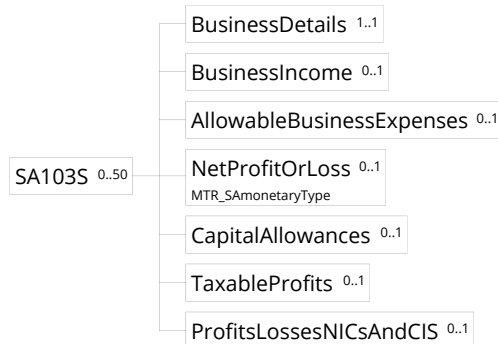 BusinessDetails 1..1
BusinessIncome 0..1
AllowableBusinessExpenses 0..1
SA103S 0..50
NetProfitOrLoss 0..1
MTR_SAmonetaryType
CapitalAllowances 0..1
TaxableProfits 0..1
ProfitsLossesNICsAndCIS 0..1